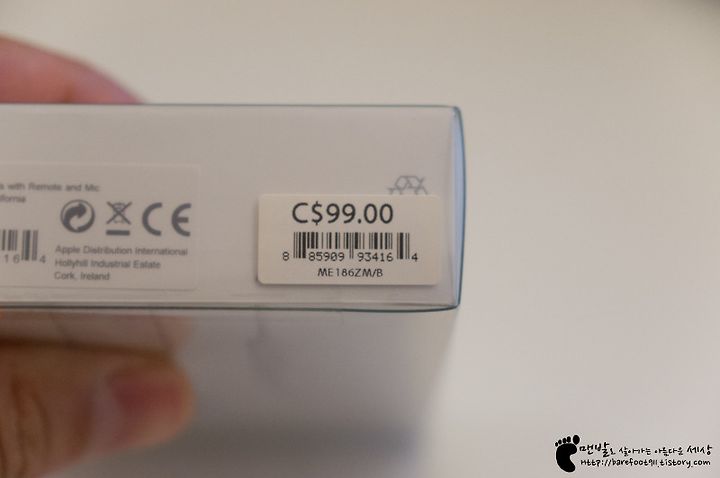 s with Remote and Mic
lifornia
16 4
Apple Distribution International
Hollyhill Industrial Estate
Cork, Ireland
CE
C$99.00
8 85909 93416 4
ME186ZM/B
맨발로 살아가는 아름다운 세상
http://barefoot911.tistory.com